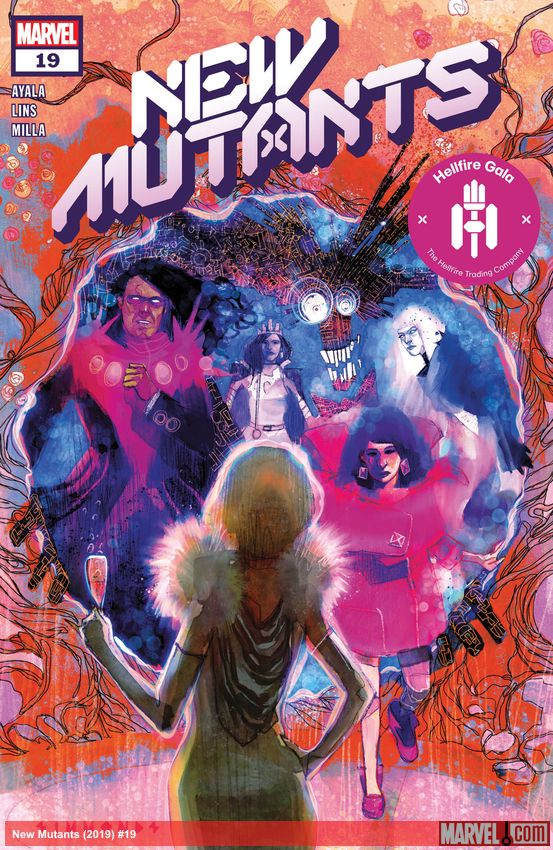 MARVEL
19
AYALA
LINS
MILLA
NEW
MUTANTS
Hellfire Gala
The Hellfire Trading Company
New Mutants (2019) #19
MARVEL.com